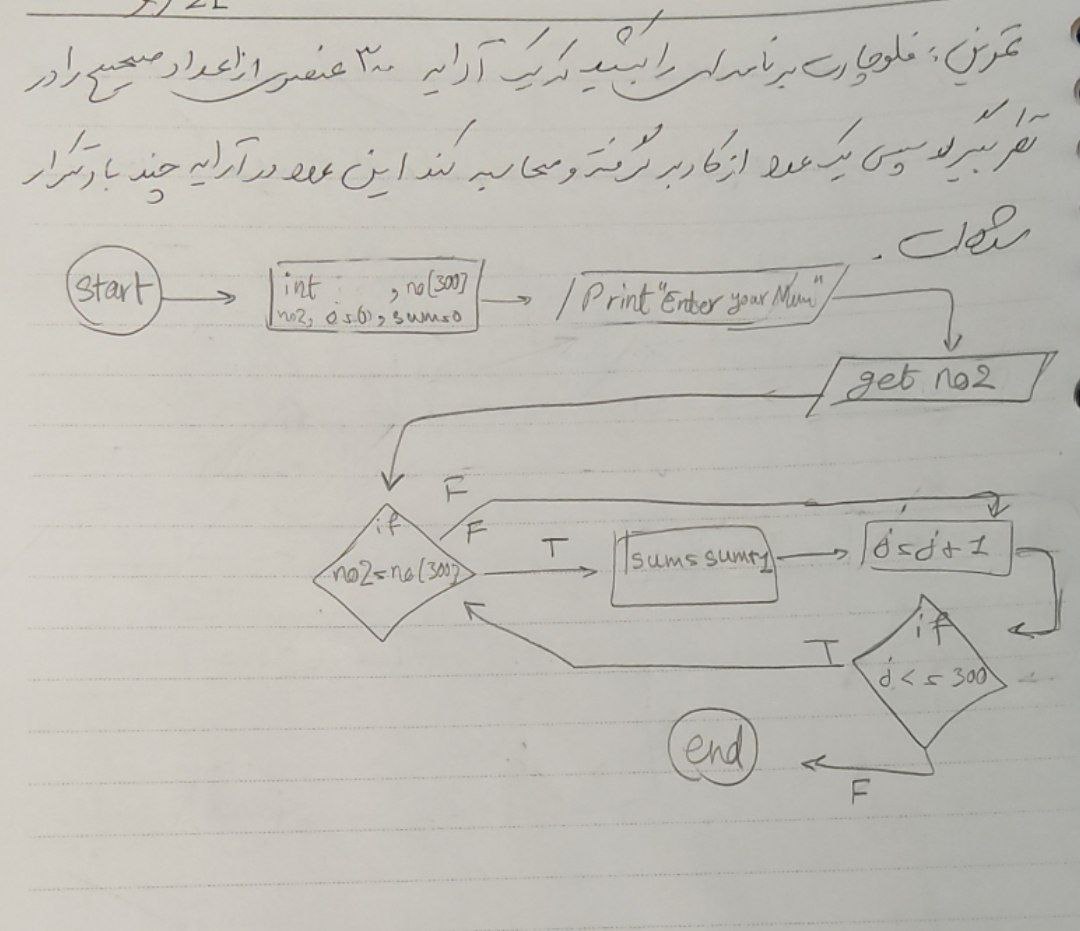 تمرین: فلوچارت برنامه ای را بکشید که یک آرایه ۳۰۰ عنصری از اعداد صحیح را در
نظر بگیرد سپس یک عدد از کاربر گرفته و محاسبه کند این عدد در آرایه چند بار تکرار
شده است.
start
int , no[300]
no2, j=0, sum=0
Print "Enter your Num"
get no2
F
if
F
T
no2=no[300]
sum=sum+1
j=j+1
if
T
j<=300
end
F